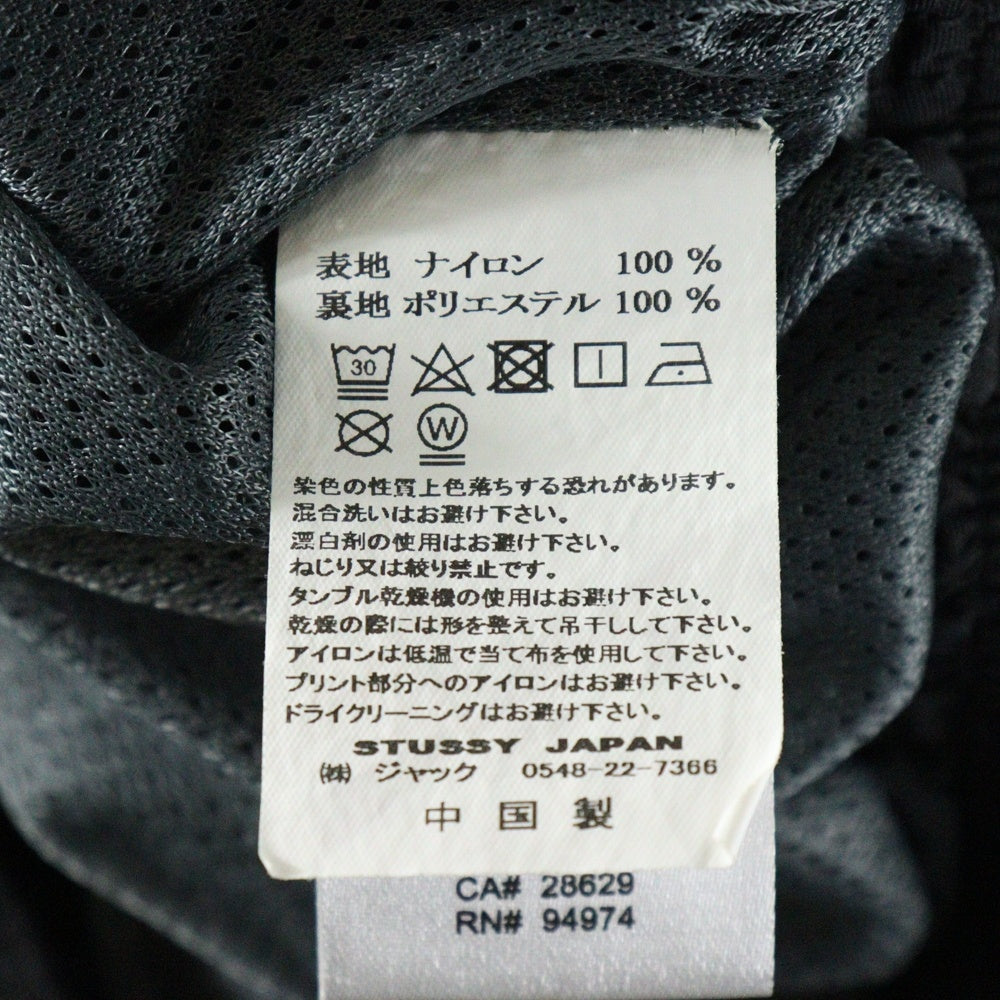 表地 ナイロン 100 %
裏地 ポリエステル 100 %
30
W
染色の性質上色落ちする恐れがあります。
混合洗いはお避け下さい。
漂白剤の使用はお避け下さい。
ねじり又は絞り禁止です。
タンブル乾燥機の使用はお避け下さい。
乾燥の際には形を整えて吊干しして下さい。
アイロンは低温で当て布を使用して下さい。
プリント部分へのアイロンはお避け下さい。
ドライクリーニングはお避け下さい。
STUSSY JAPAN
㈱ ジャック 0548-22-7366
中国製
CA# 28629
RN# 94974